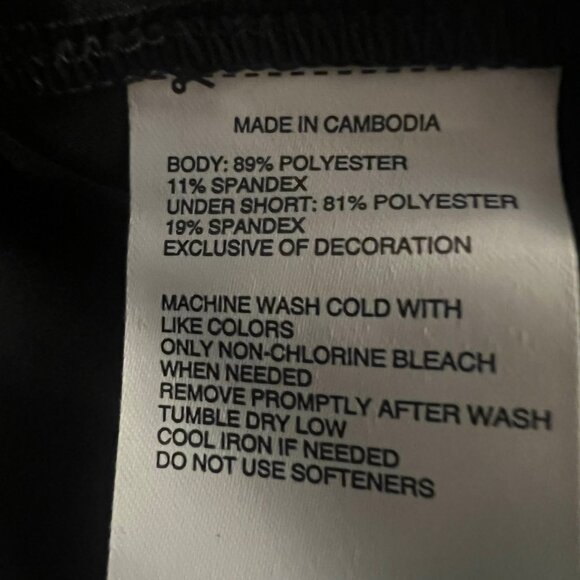 MADE IN CAMBODIA
BODY: 89% POLYESTER
11% SPANDEX
UNDER SHORT: 81% POLYESTER
19% SPANDEX
EXCLUSIVE OF DECORATION
MACHINE WASH COLD WITH
LIKE COLORS
ONLY NON-CHLORINE BLEACH
WHEN NEEDED
REMOVE PROMPTLY AFTER WASH
TUMBLE DRY LOW
COOL IRON IF NEEDED
DO NOT USE SOFTENERS